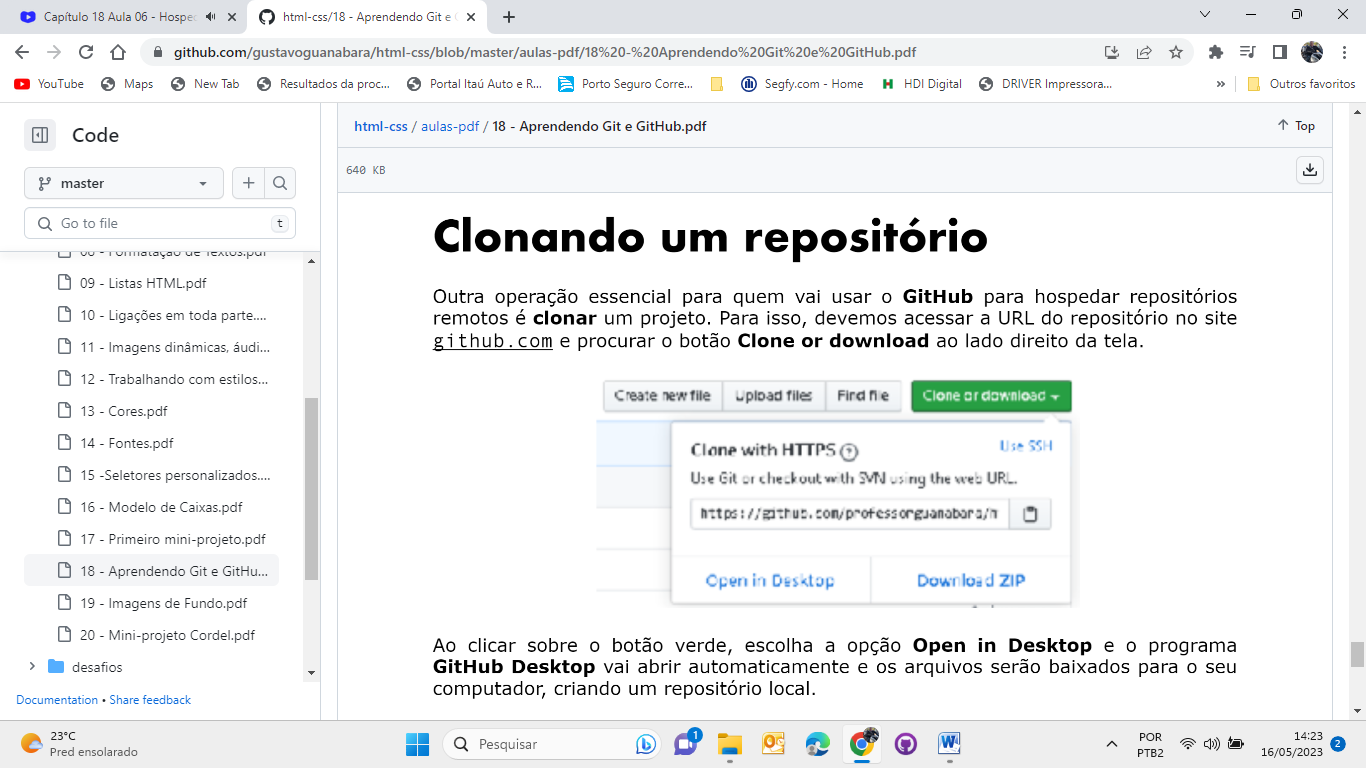 Capítulo 18 Aula 06 - Hosped
html-css/18 - Aprendendo Git e G
github.com/gustavoguanabara/html-css/blob/master/aulas-pdf/18%20-%20Aprendendo%20Git%20e%20GitHub.pdf
YouTube
Maps
New Tab
Resultados da proc...
Portal Itaú Auto e R...
Porto Seguro Corre...
Segfy.com - Home
HDI Digital
DRIVER Impressora...
»
Outros favoritos
Code
master
Go to file
t
08 - Formatação de Textos.pdf
09 - Listas HTML.pdf
10 - Ligações em toda parte....
11 - Imagens dinâmicas, áudi...
12 - Trabalhando com estilos...
13 - Cores.pdf
14 - Fontes.pdf
15 -Seletores personalizados....
16 - Modelo de Caixas.pdf
17 - Primeiro mini-projeto.pdf
18 - Aprendendo Git e GitHu...
19 - Imagens de Fundo.pdf
20 - Mini-projeto Cordel.pdf
desafios
Documentation • Share feedback
html-css / aulas-pdf / 18 - Aprendendo Git e GitHub.pdf
Top
640 KB
Clonando um repositório
Outra operação essencial para quem vai usar o GitHub para hospedar repositórios
remotos é clonar um projeto. Para isso, devemos acessar a URL do repositório no site
github.com e procurar o botão Clone or download ao lado direito da tela.
Create new file
Upload files
Find file
Clone or download
Clone with HTTPS ?
Use SSH
Use Git or checkout with SVN using the web URL.
https://github.com/professorguanabara/h
Open in Desktop
Download ZIP
Ao clicar sobre o botão verde, escolha a opção Open in Desktop e o programa
GitHub Desktop vai abrir automaticamente e os arquivos serão baixados para o seu
computador, criando um repositório local.
23°C
Pred ensolarado
Pesquisar
1
POR
PTB2
14:23
16/05/2023
2